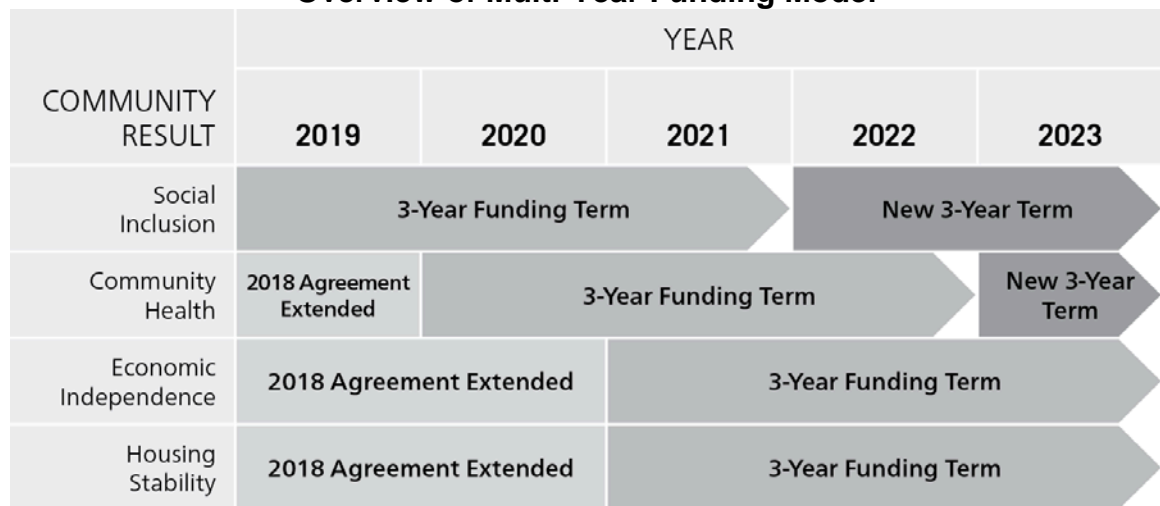 Overview of Multi-Year Funding Model
YEAR
COMMUNITY
RESULT
2019 2020 2021 2022 2023
Social
Inclusion
3-Year Funding Term
New 3-Year Term
Community
Health
2018 Agreement
Extended
3-Year Funding Term
New 3-Year
Term
Economic
Independence
2018 Agreement Extended
3-Year Funding Term
Housing
Stability
2018 Agreement Extended
3-Year Funding Term